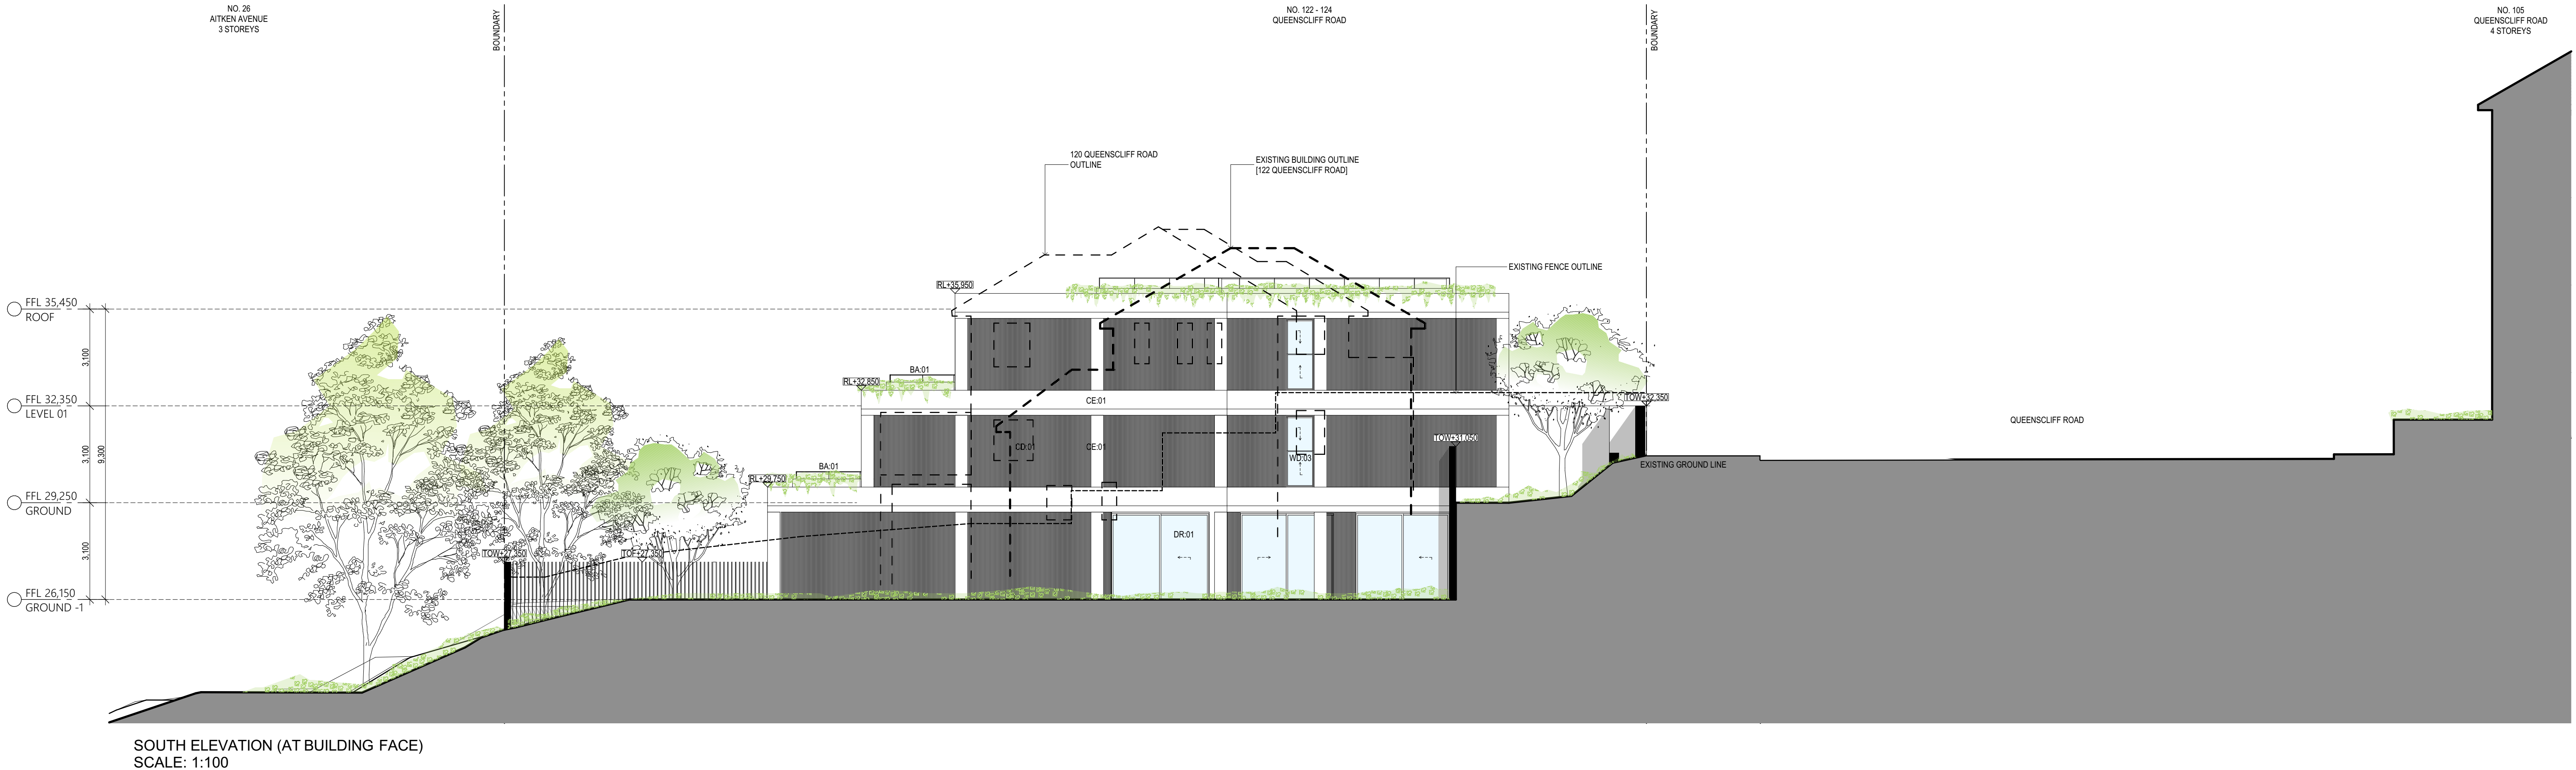 NO. 26
AITKEN AVENUE
3 STOREYS
BOUNDARY
NO. 122 - 124
QUEENSCLIFF ROAD
BOUNDARY
NO. 105
QUEENSCLIFF ROAD
4 STOREYS
120 QUEENSCLIFF ROAD
OUTLINE
EXISTING BUILDING OUTLINE
[122 QUEENSCLIFF ROAD]
EXISTING FENCE OUTLINE
RL+35,950
FFL 35,450
ROOF
3,100
BA:01
RL+32,850
FFL 32,350
LEVEL 01
CE:01
TOW+32,350
QUEENSCLIFF ROAD
3,100
9,300
CD:01
CE:01
WD:03
TOW+31,050
EXISTING GROUND LINE
BA:01
RL+29,750
FFL 29,250
GROUND
3,100
DR:01
TOW+27,350
TOF+27,350
FFL 26,150
GROUND -1
SOUTH ELEVATION (AT BUILDING FACE)
SCALE: 1:100